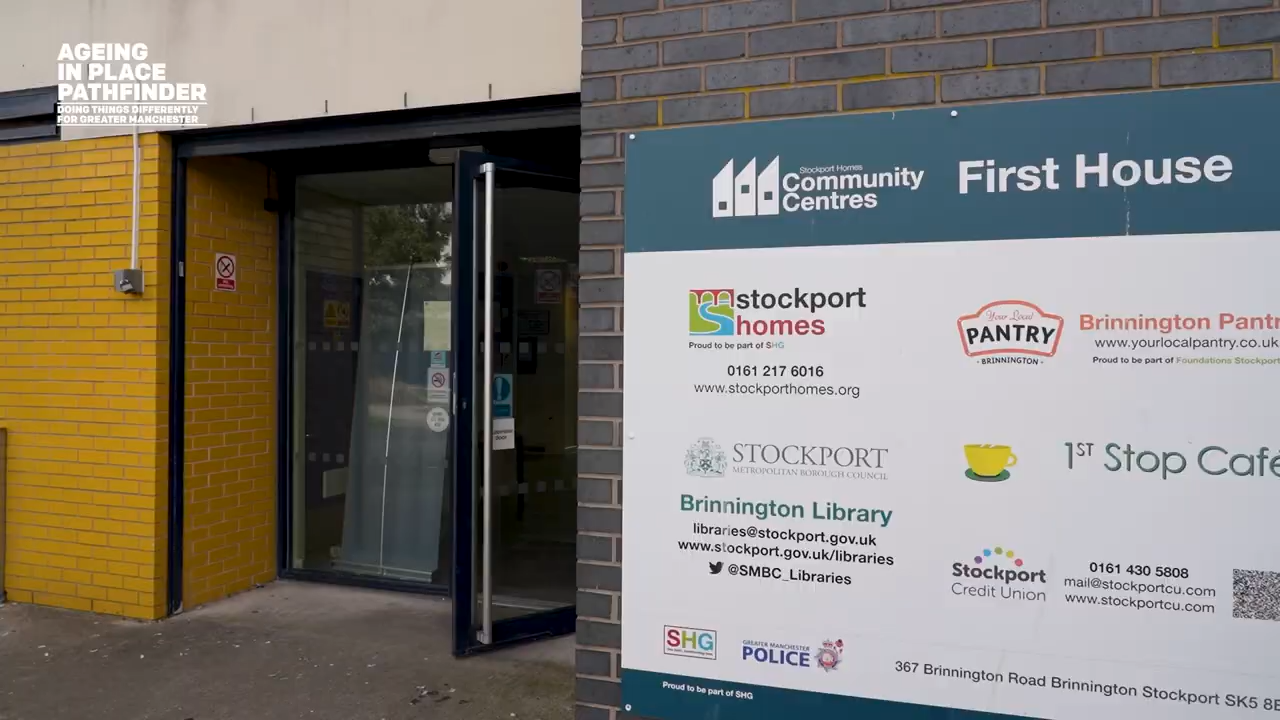 AGEING
IN PLACE
PATHFINDER
DOING THINGS DIFFERENTLY
FOR GREATER MANCHESTER
Stockport Homes
Community
Centres
First House
stockport
homes
Proud to be part of SHG
0161 217 6016
www.stockporthomes.org
Your Local
PANTRY
BRINNINGTON
Brinnington Pantr
www.yourlocalpantry.co.uk
Proud to be part of Foundations Stockport
STOCKPORT
METROPOLITAN BOROUGH COUNCIL
1ST Stop Café
Brinnington Library
libraries@stockport.gov.uk
www.stockport.gov.uk/libraries
@SMBC_Libraries
Stockport
Credit Union
0161 430 5808
mail@stockportcu.com
www.stockportcu.com
SHG
GREATER MANCHESTER
POLICE
367 Brinnington Road Brinnington Stockport SK5 8
Proud to be part of SHG